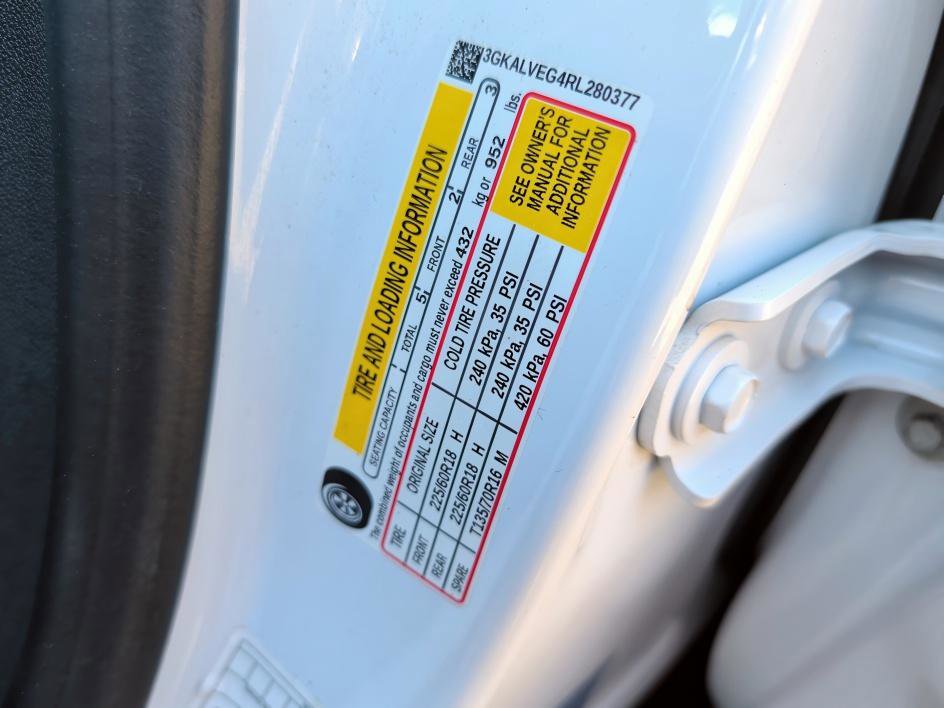 3GKALVEG4RL280377
TIRE AND LOADING INFORMATION
SEATING CAPACITY TOTAL 5 FRONT 2 REAR 3
The combined weight of occupants and cargo must never exceed 432 kg or 952 lbs.
TIRE ORIGINAL SIZE COLD TIRE PRESSURE
FRONT 225/60R18 H 240 kPa, 35 PSI
REAR 225/60R18 H 240 kPa, 35 PSI
SPARE T135/70R16 M 420 kPa, 60 PSI
SEE OWNER'S
MANUAL FOR
ADDITIONAL
INFORMATION